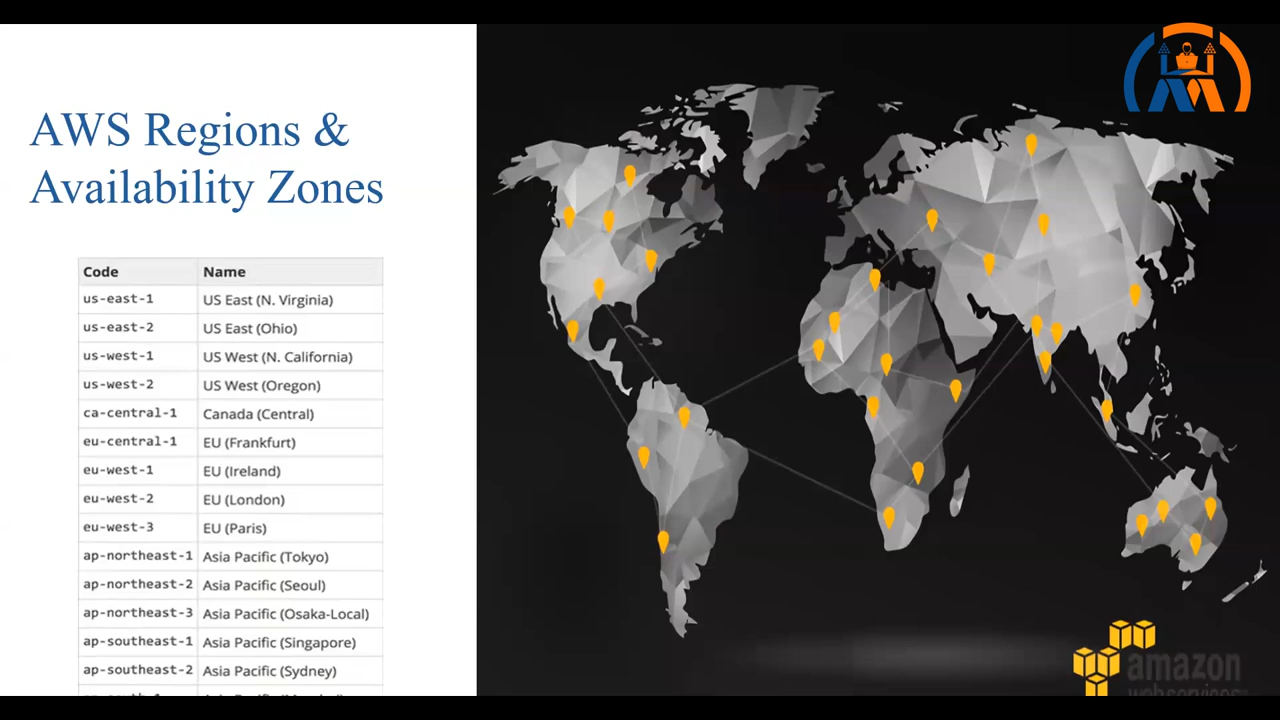 AWS Regions &
Availability Zones
Code Name
us-east-1 US East (N. Virginia)
us-east-2 US East (Ohio)
us-west-1 US West (N. California)
us-west-2 US West (Oregon)
ca-central-1 Canada (Central)
eu-central-1 EU (Frankfurt)
eu-west-1 EU (Ireland)
eu-west-2 EU (London)
eu-west-3 EU (Paris)
ap-northeast-1 Asia Pacific (Tokyo)
ap-northeast-2 Asia Pacific (Seoul)
ap-northeast-3 Asia Pacific (Osaka-Local)
ap-southeast-1 Asia Pacific (Singapore)
ap-southeast-2 Asia Pacific (Sydney)
amazon